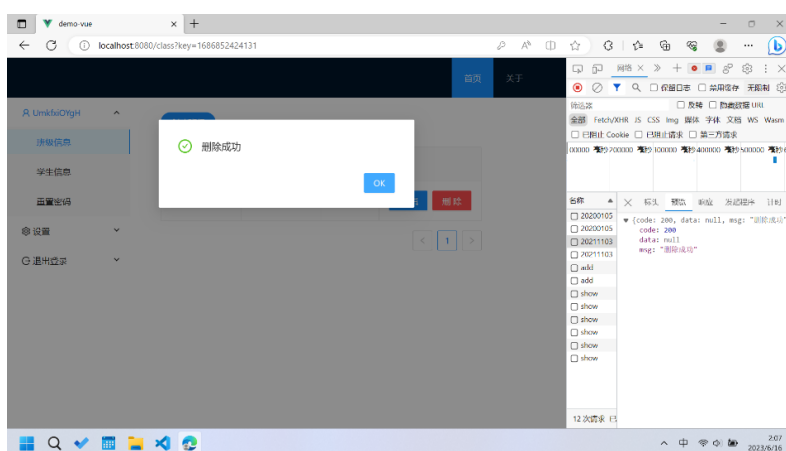 demo-vue
localhost:8080/class?key=1686852424131
首页 关于
网络
UmkfxiOYgH
班级信息
学生信息
重置密码
设置
退出登录
删除成功
OK
删 除
< 1 >
保留日志 禁用缓存 无限制
筛选器 反转 隐藏数据 URL
全部 Fetch/XHR JS CSS Img 媒体 字体 文档 WS Wasm
已阻止 Cookie 已阻止请求 第三方请求
名称 标头 预览 响应 发起程序 计时
20200105
20200105
20211103
20211103
add
add
show
show
show
show
show
show
{code: 200, data: null, msg: "删除成功"
code: 200
data: null
msg: "删除成功"
12 次请求
中
2:07
2023/6/16